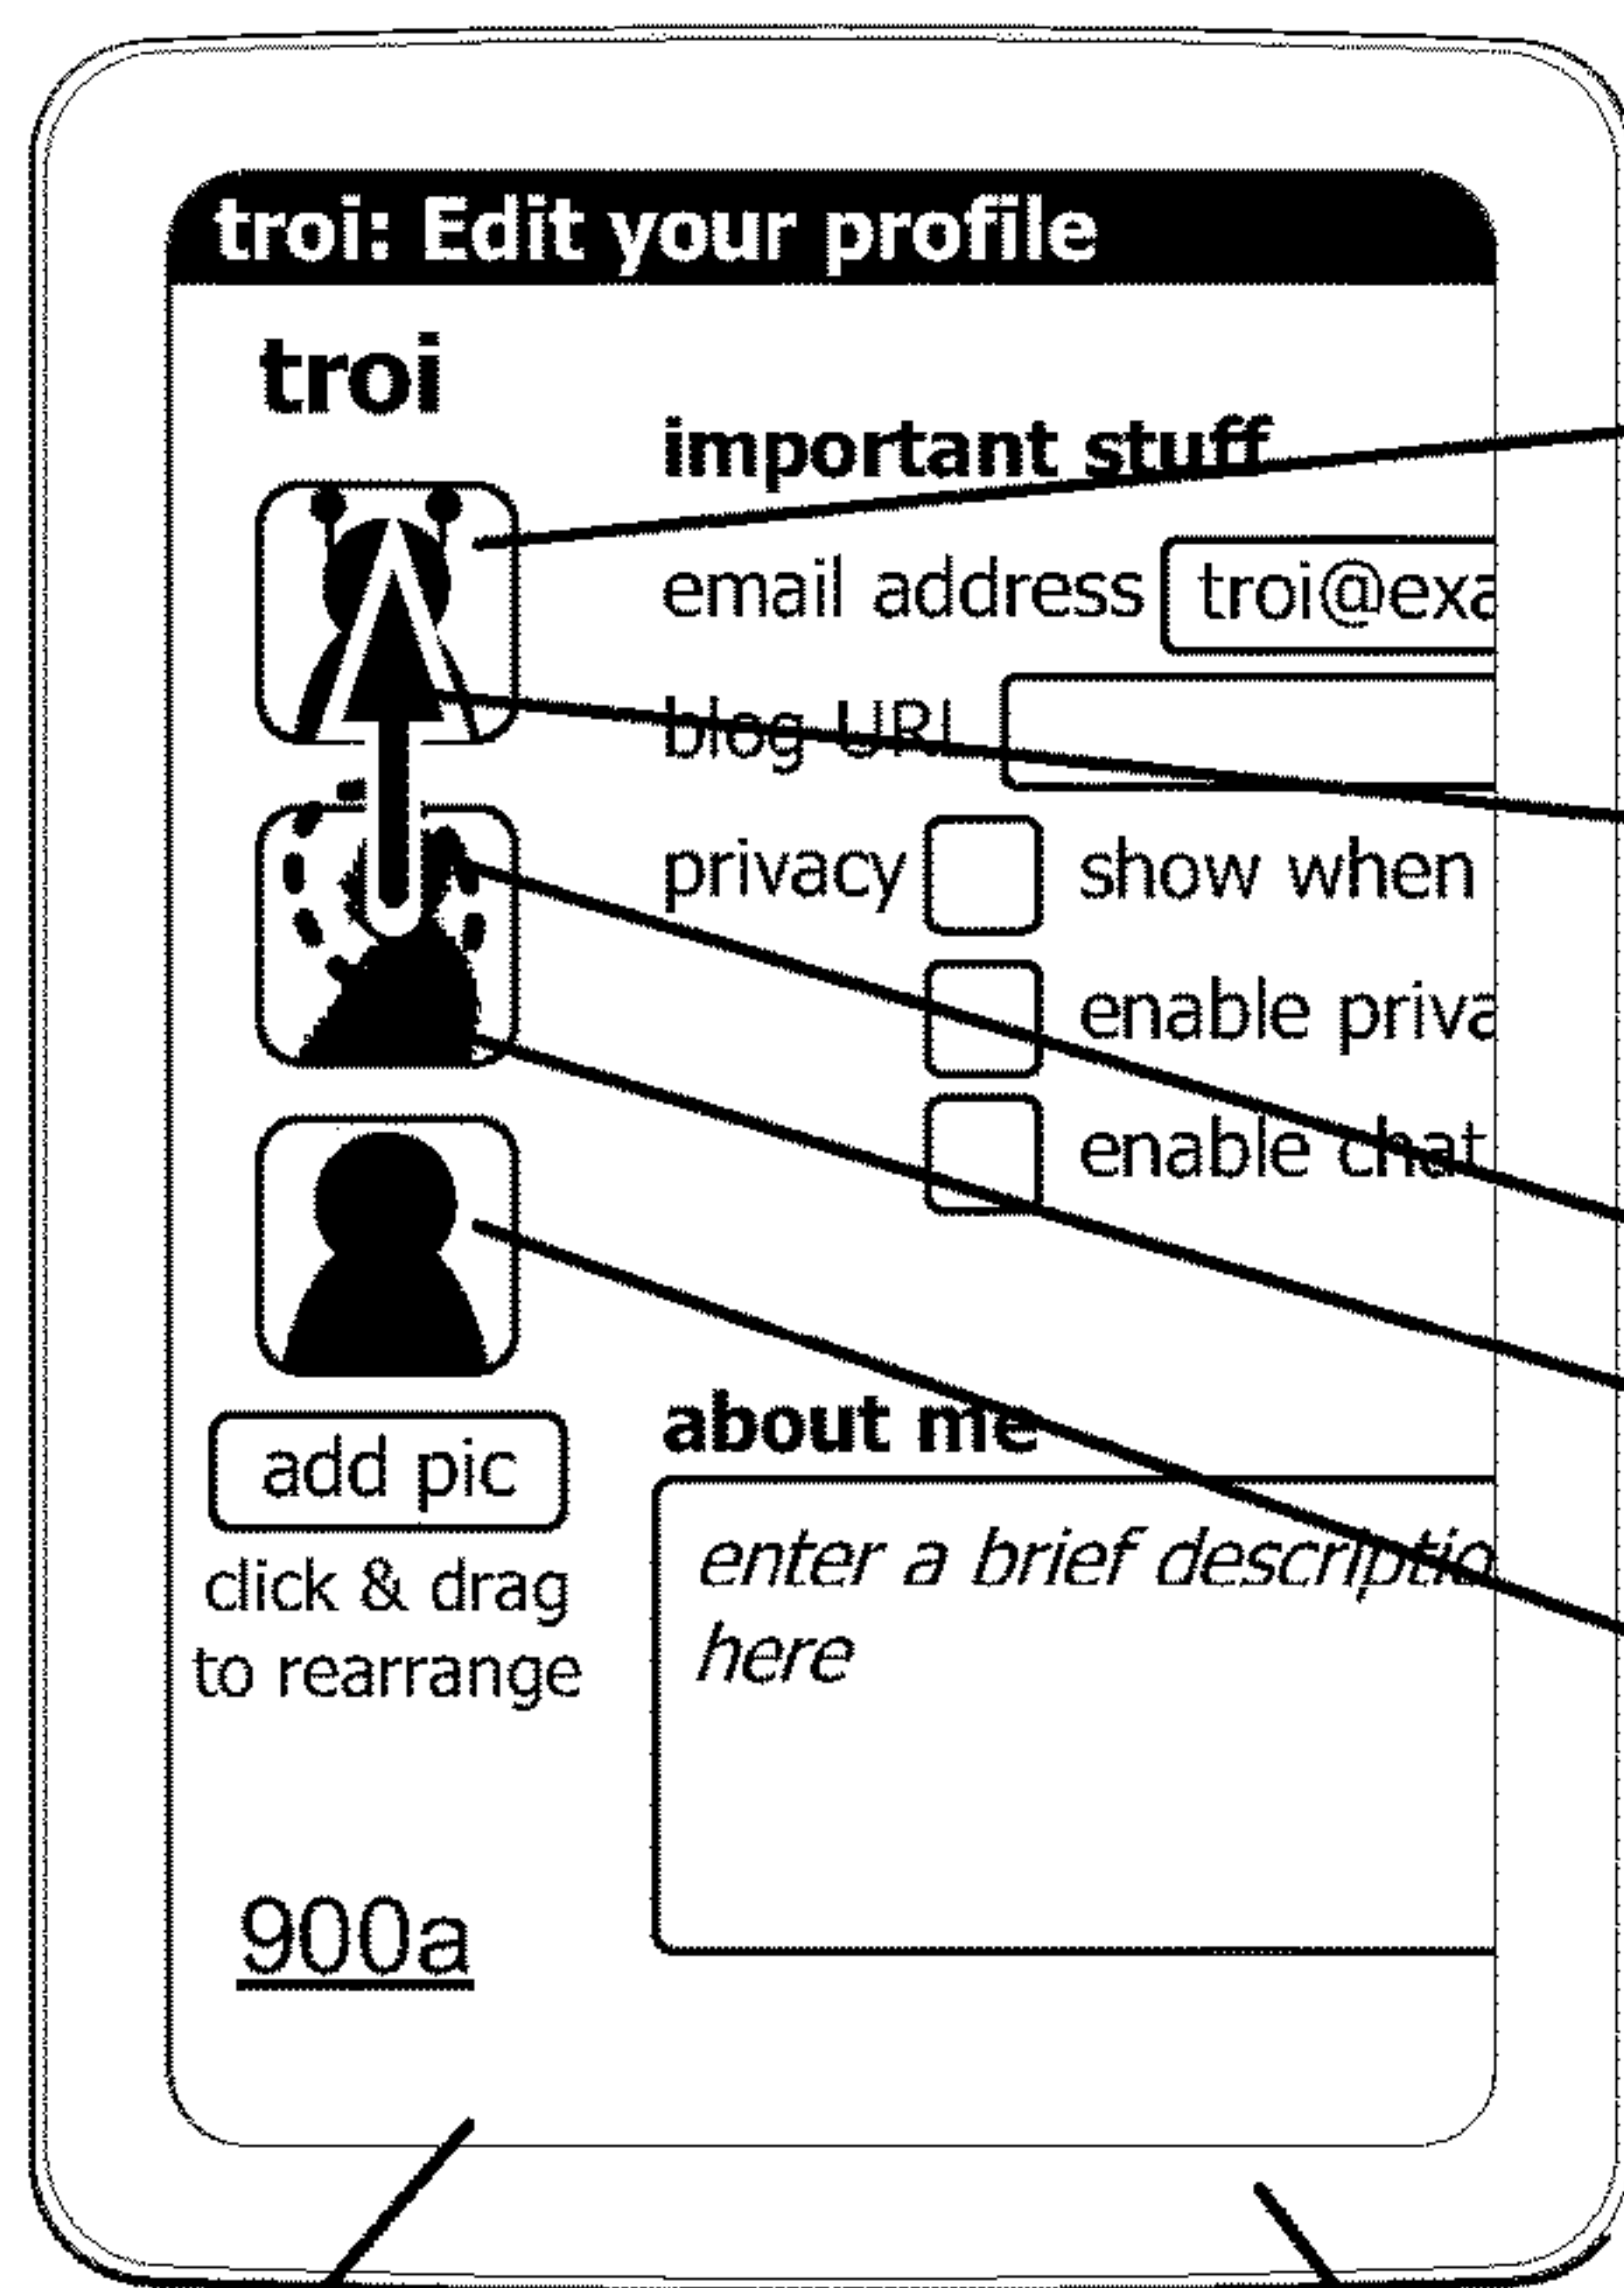 troi: Edit your profile
troi
important stuff
email address troi@exa
blog URL
privacy show when
enable priva
enable chat
add pic
click & drag
to rearrange
about me
enter a brief descriptio
here
900a